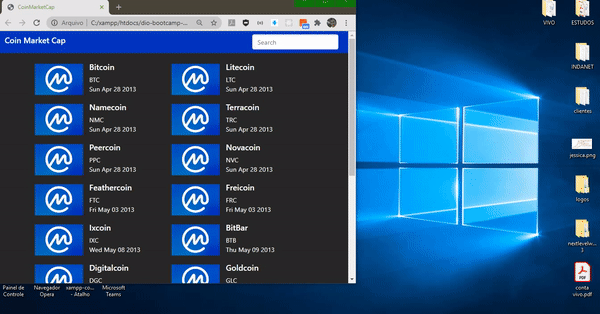 CoinMarketCap
Arquivo | C:/xampp/htdocs/dio-bootcamp-...
Coin Market Cap
Search
Bitcoin
BTC
Sun Apr 28 2013
Litecoin
LTC
Sun Apr 28 2013
Namecoin
NMC
Sun Apr 28 2013
Terracoin
TRC
Sun Apr 28 2013
Peercoin
PPC
Sun Apr 28 2013
Novacoin
NVC
Sun Apr 28 2013
Feathercoin
FTC
Fri May 03 2013
Freicoin
FRC
Fri May 03 2013
Ixcoin
IXC
Wed May 08 2013
BitBar
BTB
Thu May 09 2013
Digitalcoin
DGC
Goldcoin
GLC
VIVO
ESTUDOS
INDANET
clientes
jessica.png
logos
nextlevelw...
3
PDF
conta
vivo.pdf
Painel de
Controle
Navegador
Opera
xampp-co...
- Atalho
Microsoft
Teams